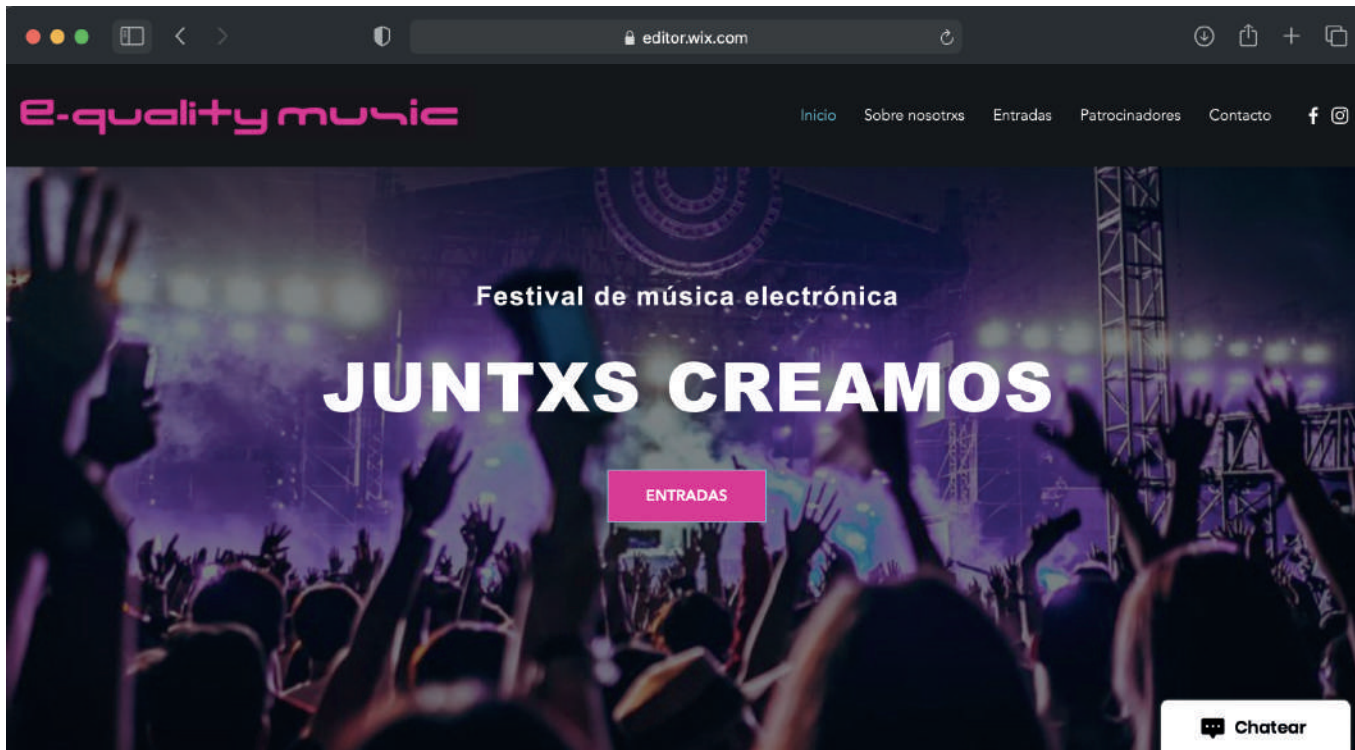 editor.wix.com
e-quality music
Inicio Sobre nosotrxs Entradas Patrocinadores Contacto
Festival de música electrónica
JUNTXS CREAMOS
ENTRADAS
Chatear